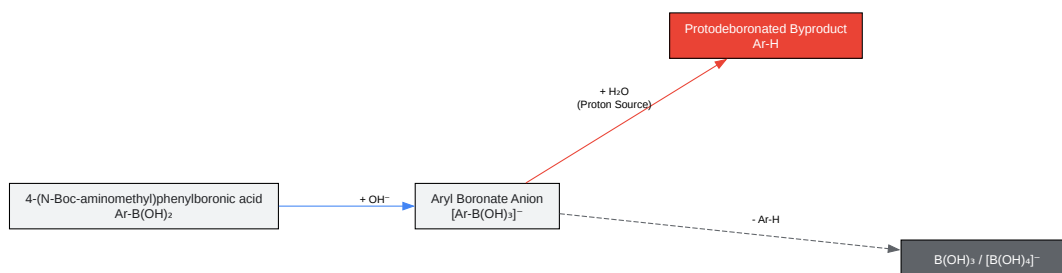 Protodeboronated Byproduct
Ar-H
+ H₂O
(Proton Source)
4-(N-Boc-aminomethyl)phenylboronic acid
Ar-B(OH)₂
+ OH⁻
Aryl Boronate Anion
[Ar-B(OH)₃]⁻
- Ar-H
B(OH)₃ / [B(OH)₄]⁻